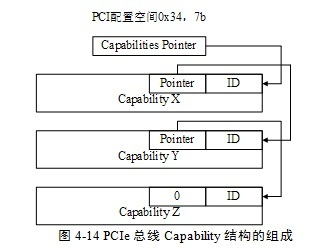 PCI配置空间0x34，7b
Capabilities Pointer
Pointer ID
Capability X
Pointer ID
Capability Y
0 ID
Capability Z
图 4-14 PCIe 总线 Capability 结构的组成